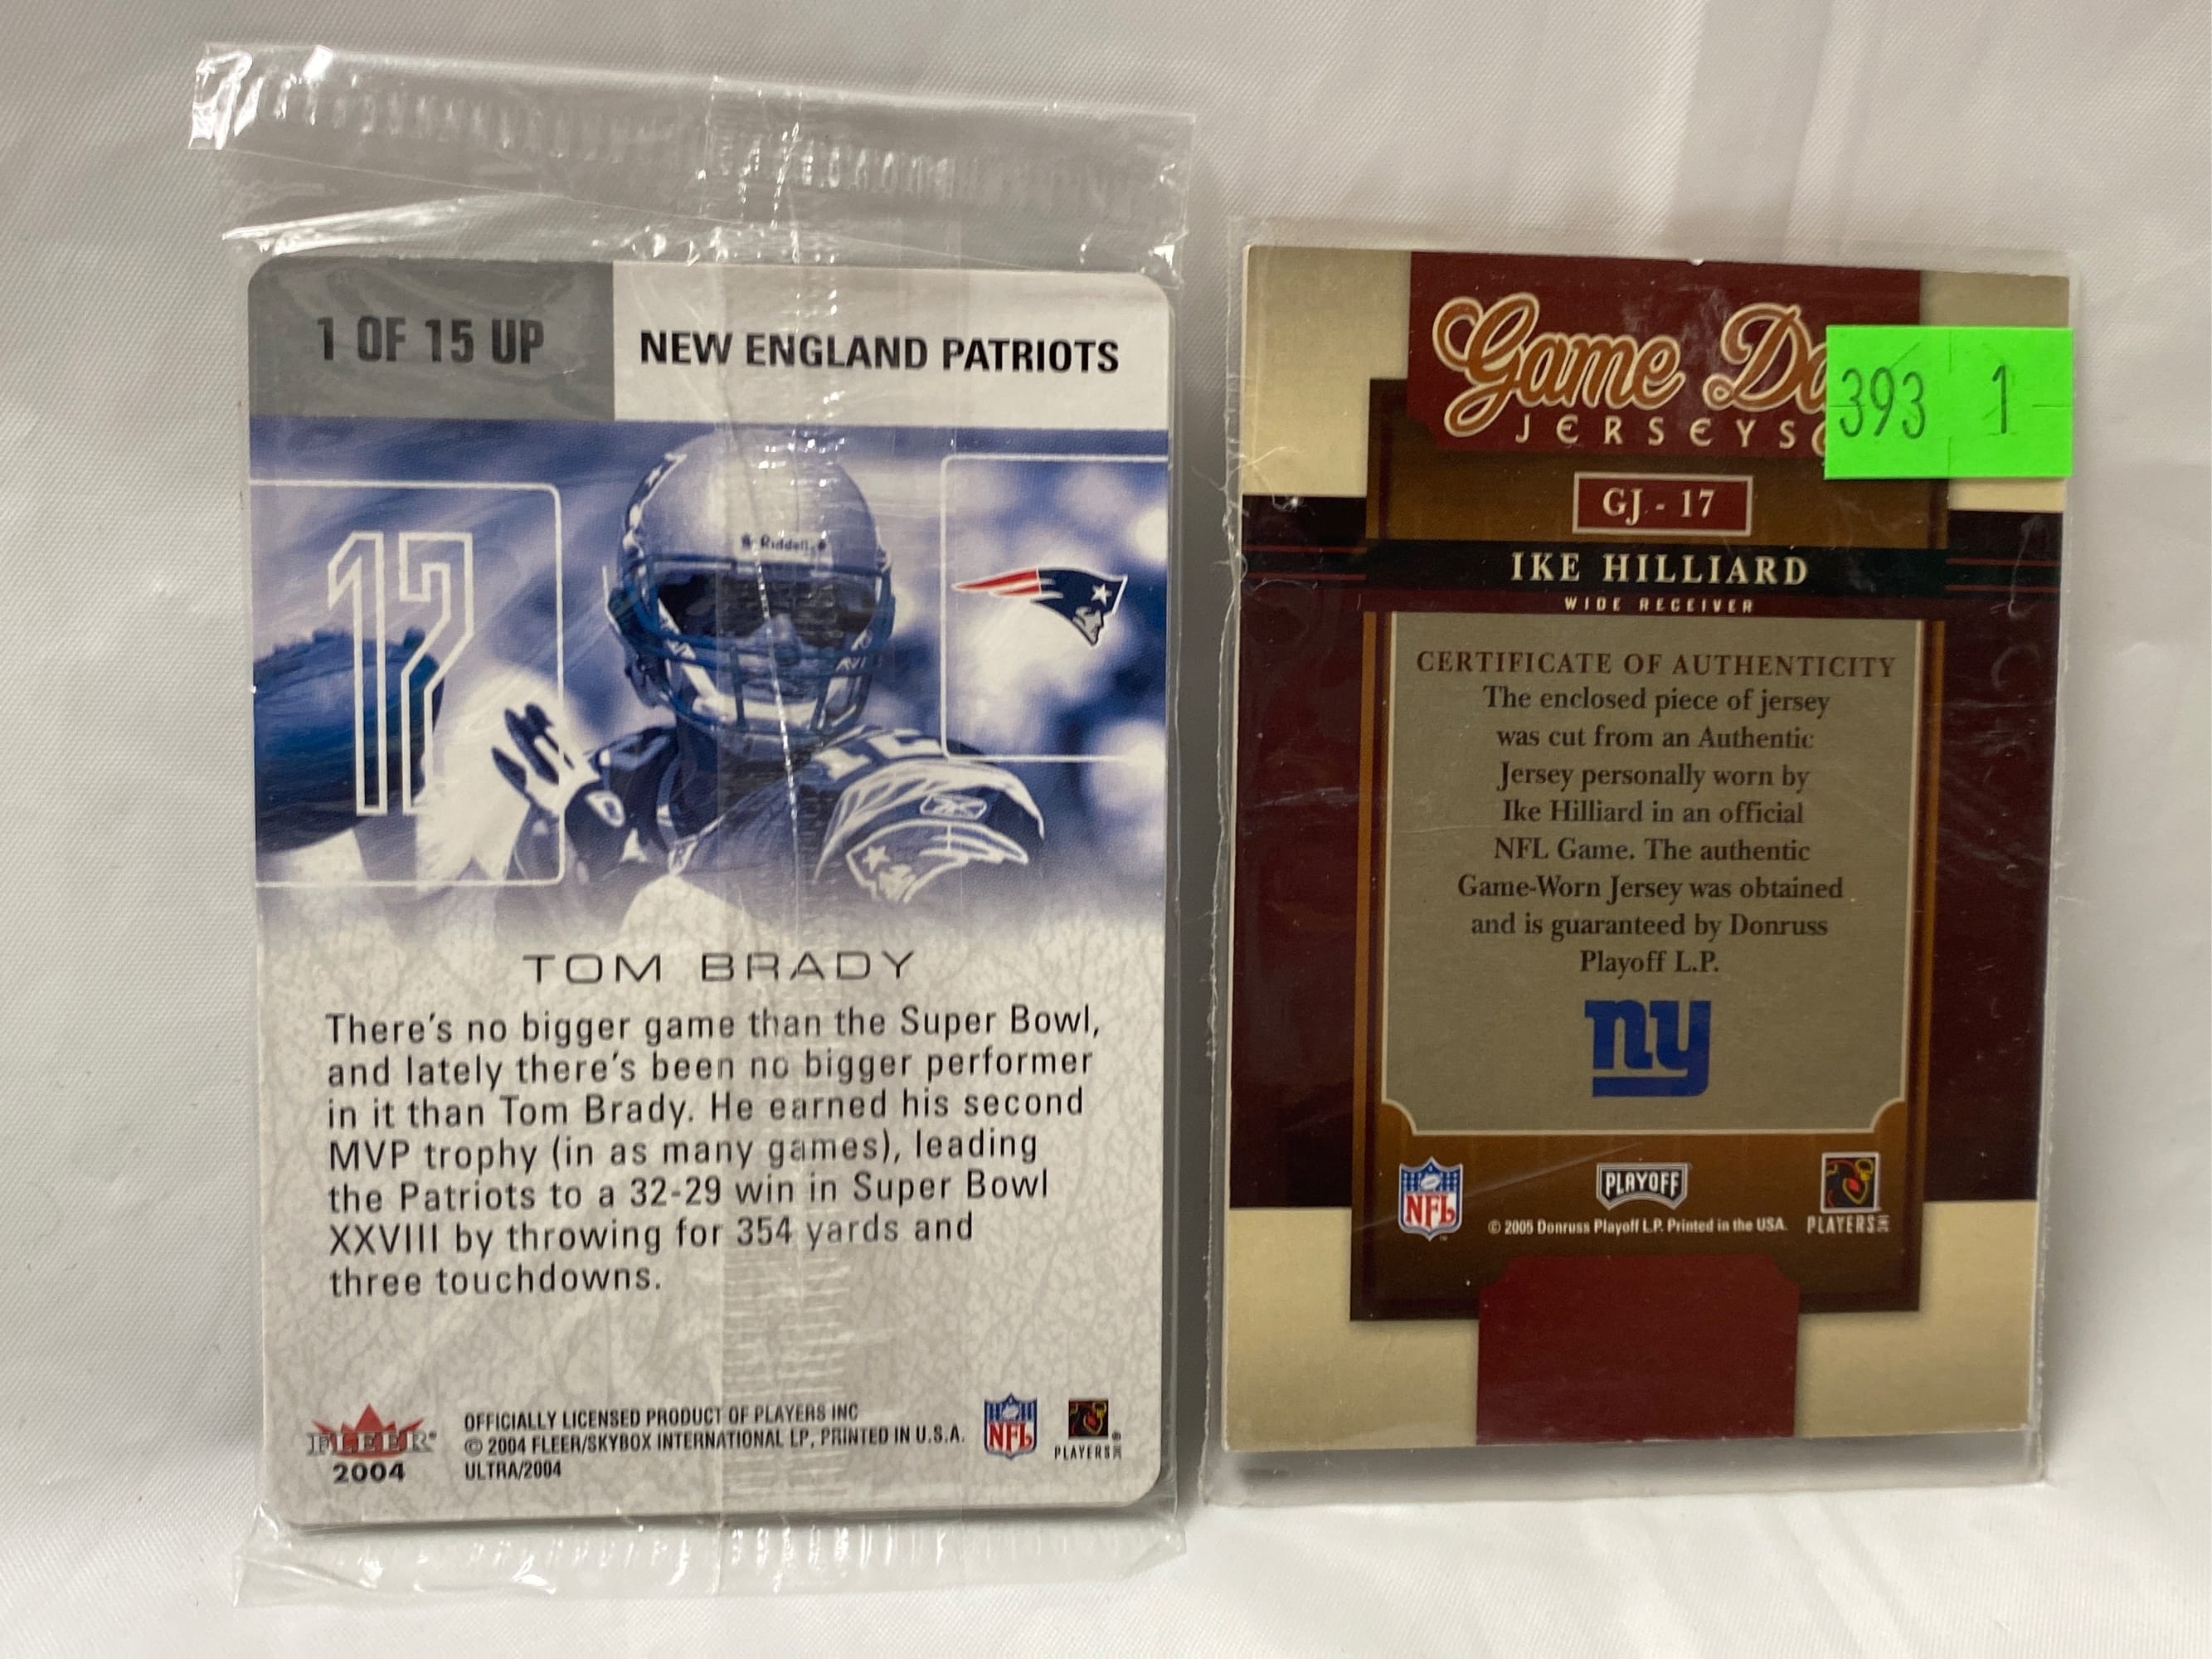 1 OF 15 UP
NEW ENGLAND PATRIOTS
12
Riddell
12
TOM BRADY
There's no bigger game than the Super Bowl,
and lately there's been no bigger performer
in it than Tom Brady. He earned his second
MVP trophy (in as many games), leading
the Patriots to a 32-29 win in Super Bowl
XXVIII by throwing for 354 yards and
three touchdowns.
FLEER
2004
OFFICIALLY LICENSED PRODUCT OF PLAYERS INC
© 2004 FLEER/SKYBOX INTERNATIONAL LP, PRINTED IN U.S.A.
ULTRA/2004
NFL
PLAYERS INC
Game
JERSEYS
393 1
GJ - 17
IKE HILLIARD
WIDE RECEIVER
CERTIFICATE OF AUTHENTICITY
The enclosed piece of jersey
was cut from an Authentic
Jersey personally worn by
Ike Hilliard in an official
NFL Game. The authentic
Game-Worn Jersey was obtained
and is guaranteed by Donruss
Playoff L.P.
ny
NFL
PLAYOFF
© 2005 Donruss Playoff L.P. Printed in the USA.
PLAYERS INC